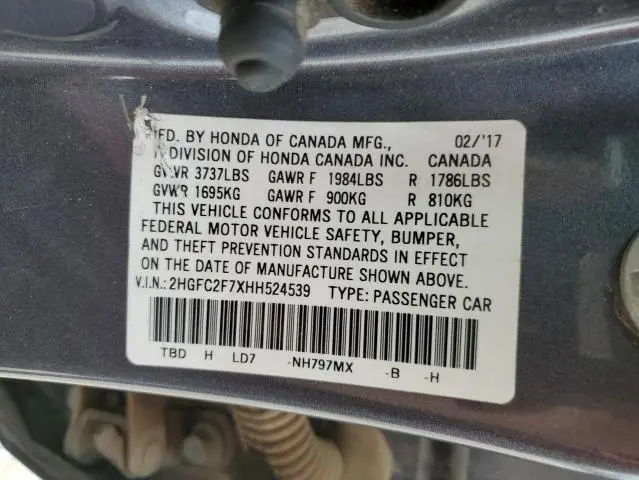 MFD. BY HONDA OF CANADA MFG., 02/'17
A DIVISION OF HONDA CANADA INC. CANADA
GVWR 3737LBS GAWR F 1984LBS R 1786LBS
GVWR 1695KG GAWR F 900KG R 810KG
THIS VEHICLE CONFORMS TO ALL APPLICABLE
FEDERAL MOTOR VEHICLE SAFETY, BUMPER,
AND THEFT PREVENTION STANDARDS IN EFFECT
ON THE DATE OF MANUFACTURE SHOWN ABOVE.
V.I.N.: 2HGFC2F7XHH524539 TYPE: PASSENGER CAR
TBD H LD7 -NH797MX -B -H